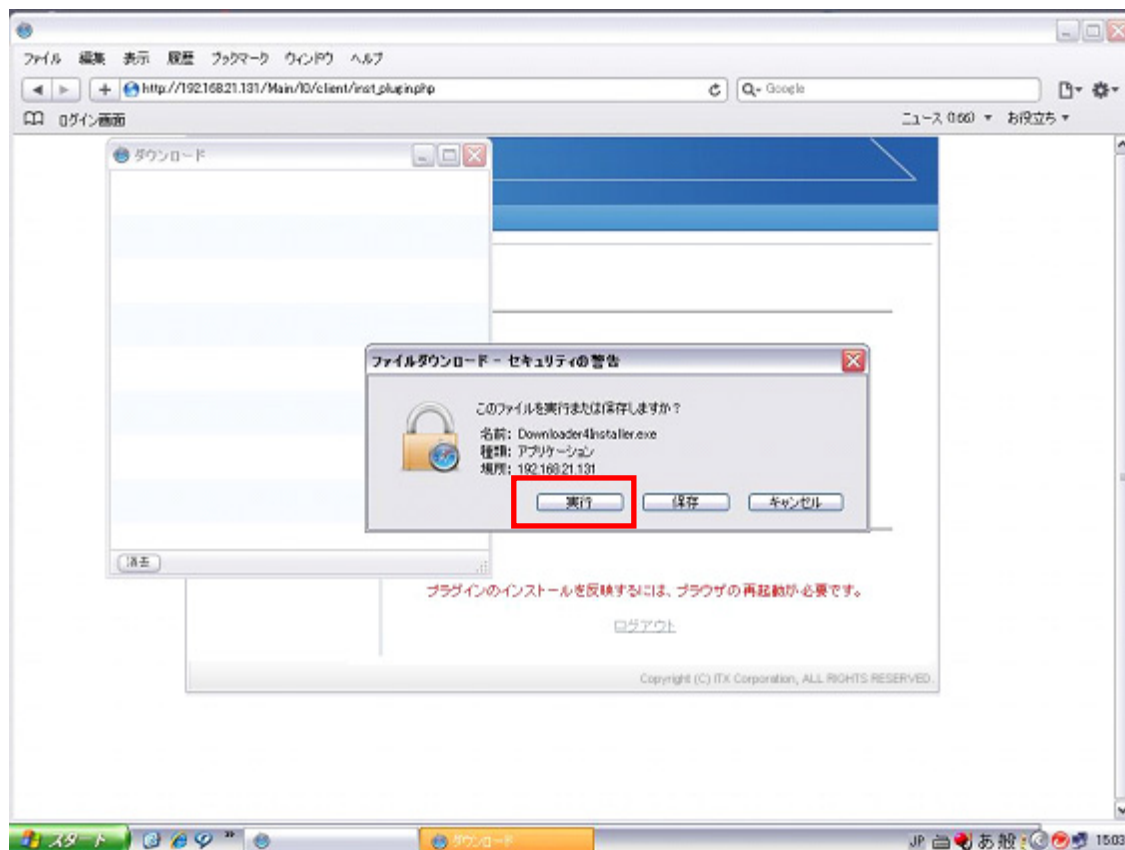 ファイル 編集 表示 履歴 ブックマーク ウィンドウ ヘルプ
http://192.168.21.131/Main/IO/client/inst_plugin.php
Q- Google
ログイン画面
ニュース (166) ▼ お役立ち ▼
ダウンロード
ファイルダウンロード - セキュリティの警告
このファイルを実行または保存しますか？
名前: Downloader4Installer.exe
種類: アプリケーション
場所: 192.168.21.131
実行 保存 キャンセル
消去
プラグインのインストールを反映するには、ブラウザの再起動が必要です。
ログアウト
Copyright (C) ITX Corporation, ALL RIGHTS RESERVED.
スタート
ダウンロード
JP あ 般
15:03